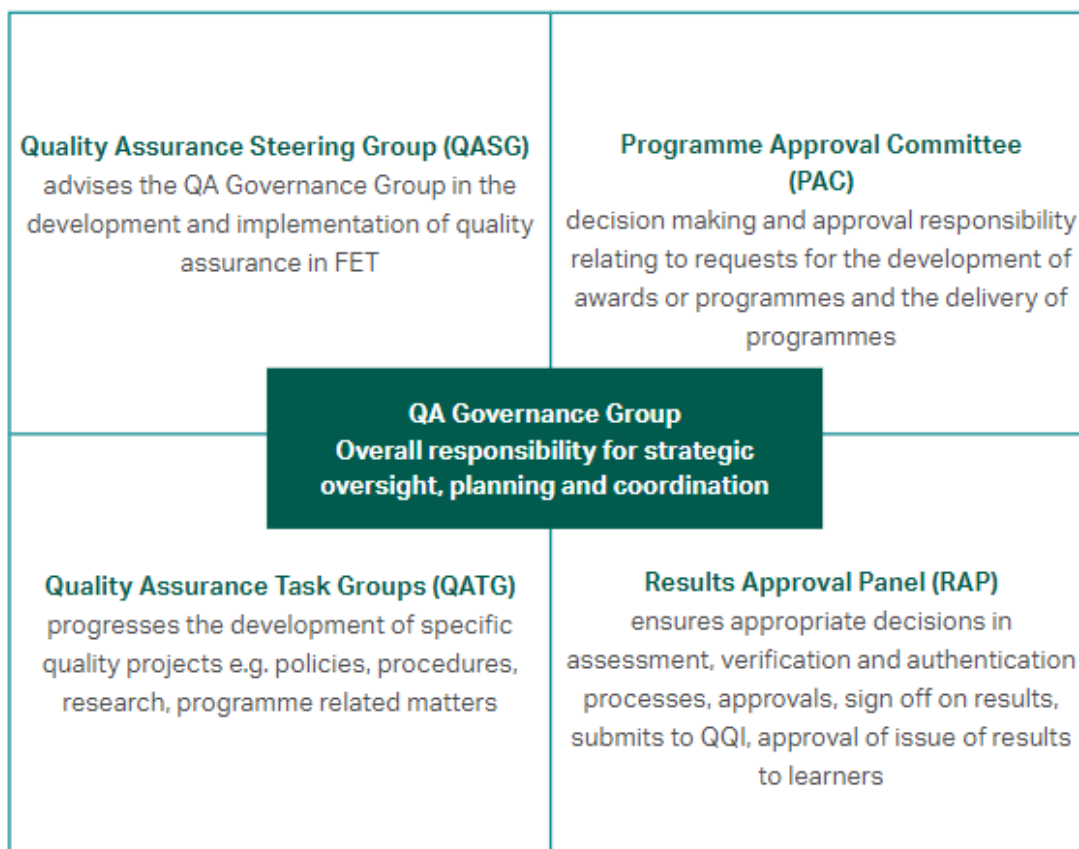 Quality Assurance Steering Group (QASG)
advises the QA Governance Group in the
development and implementation of quality
assurance in FET
Programme Approval Committee
(PAC)
decision making and approval responsibility
relating to requests for the development of
awards or programmes and the delivery of
programmes
QA Governance Group
Overall responsibility for strategic
oversight, planning and coordination
Quality Assurance Task Groups (QATG)
progresses the development of specific
quality projects e.g. policies, procedures,
research, programme related matters
Results Approval Panel (RAP)
ensures appropriate decisions in
assessment, verification and authentication
processes, approvals, sign off on results,
submits to QQI, approval of issue of results
to learners